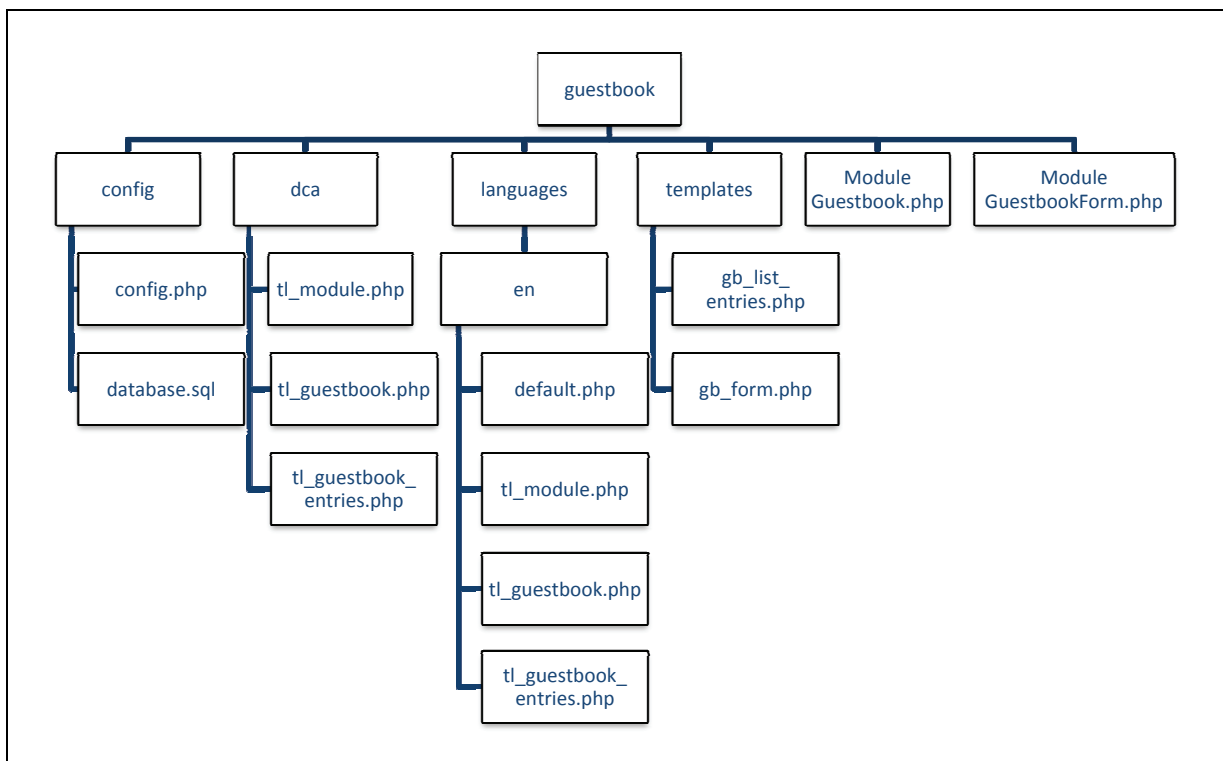 guestbook
config
dca
languages
templates
Module
Guestbook.php
Module
GuestbookForm.php
config.php
tl_module.php
en
gb_list_
entries.php
database.sql
tl_guestbook.php
default.php
gb_form.php
tl_guestbook_
entries.php
tl_module.php
tl_guestbook.php
tl_guestbook_
entries.php